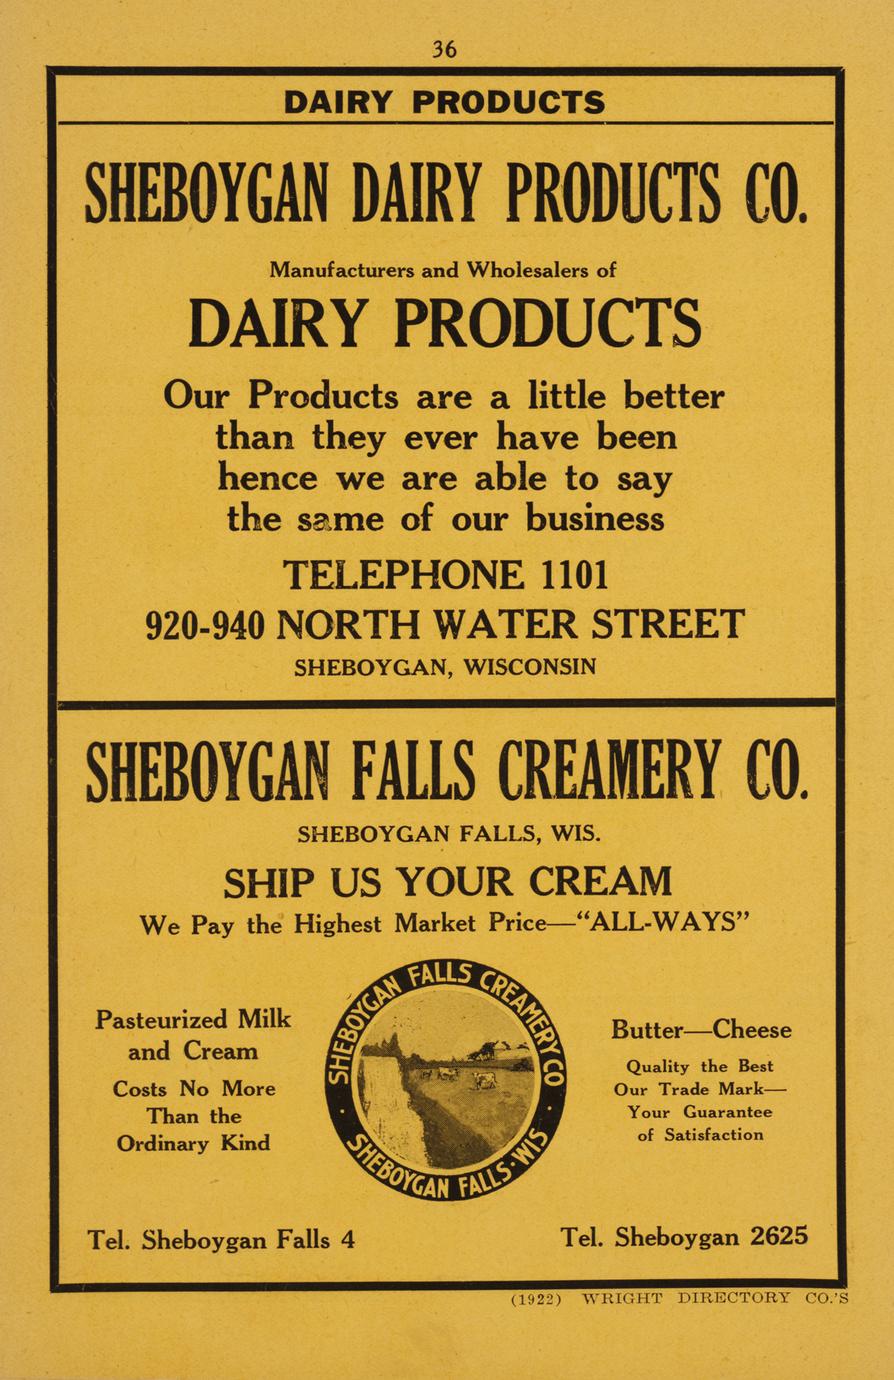 36
DAIRY PRODUCTS
SHEBOYGAN DAIRY PRODUCTS CO.
Manufacturers and Wholesalers of
DAIRY PRODUCTS
Our Products are a little better
than they ever have been
hence we are able to say
the same of our business
TELEPHONE 1101
920-940 NORTH WATER STREET
SHEBOYGAN, WISCONSIN
SHEBOYGAN FALLS CREAMERY CO.
SHEBOYGAN FALLS, WIS.
SHIP US YOUR CREAM
We Pay the Highest Market Price—“ALL-WAYS”
Pasteurized Milk
and Cream
Costs No More
Than the
Ordinary Kind
SHEBOYGAN FALLS CREAMERY CO
· SHEBOYGAN FALLS·WIS ·
Butter—Cheese
Quality the Best
Our Trade Mark—
Your Guarantee
of Satisfaction
Tel. Sheboygan Falls 4
Tel. Sheboygan 2625
(1922) WRIGHT DIRECTORY CO.'S